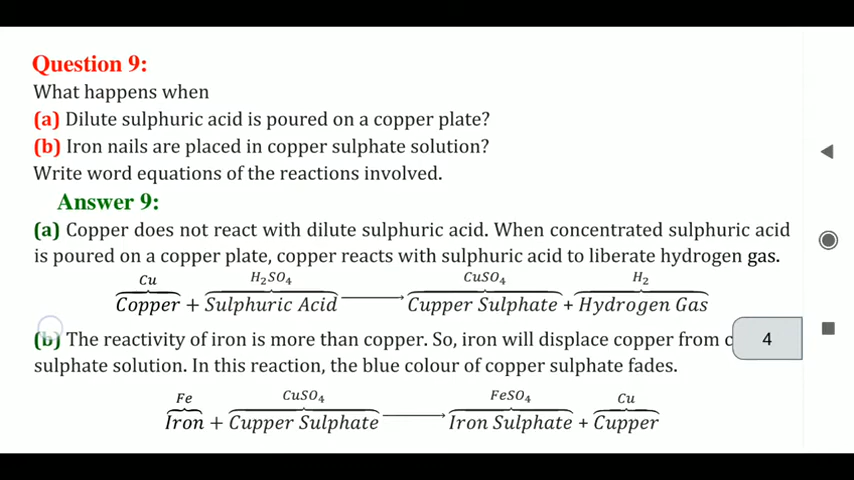 Question 9:
What happens when
(a) Dilute sulphuric acid is poured on a copper plate?
(b) Iron nails are placed in copper sulphate solution?
Write word equations of the reactions involved.
Answer 9:
(a) Copper does not react with dilute sulphuric acid. When concentrated sulphuric acid
is poured on a copper plate, copper reacts with sulphuric acid to liberate hydrogen gas.
Cu H₂SO₄ CuSO₄ H₂
Copper + Sulphuric Acid ⟶ Cupper Sulphate + Hydrogen Gas
(b) The reactivity of iron is more than copper. So, iron will displace copper from c
4
sulphate solution. In this reaction, the blue colour of copper sulphate fades.
Fe CuSO₄ FeSO₄ Cu
Iron + Cupper Sulphate ⟶ Iron Sulphate + Cupper